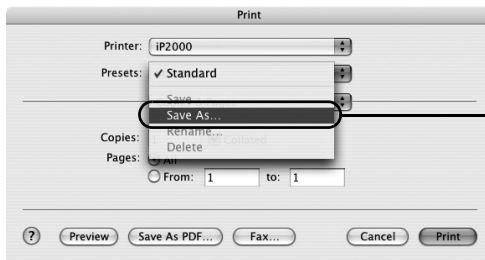 Print
Printer: iP2000
Presets: ✓ Standard
Save
Save As...
Rename...
Copies: Collated
Delete
Pages: All
From: 1 to: 1
? Preview Save As PDF... Fax... Cancel Print